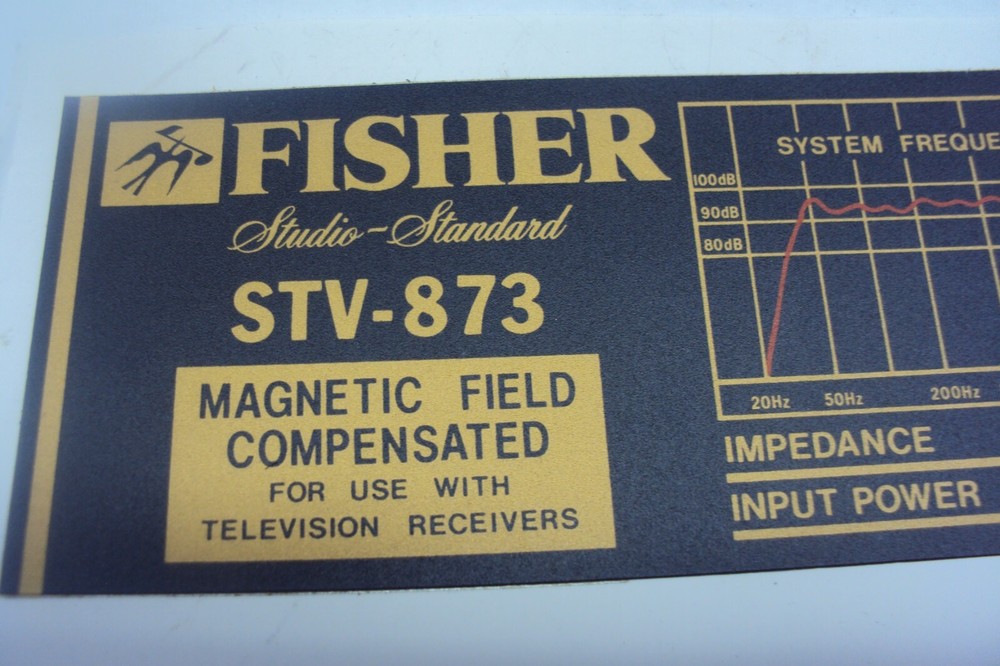 FISHER
Studio-Standard
STV-873
MAGNETIC FIELD
COMPENSATED
FOR USE WITH
TELEVISION RECEIVERS
SYSTEM FREQUE
100dB
90dB
80dB
20Hz 50Hz 200Hz
IMPEDANCE
INPUT POWER